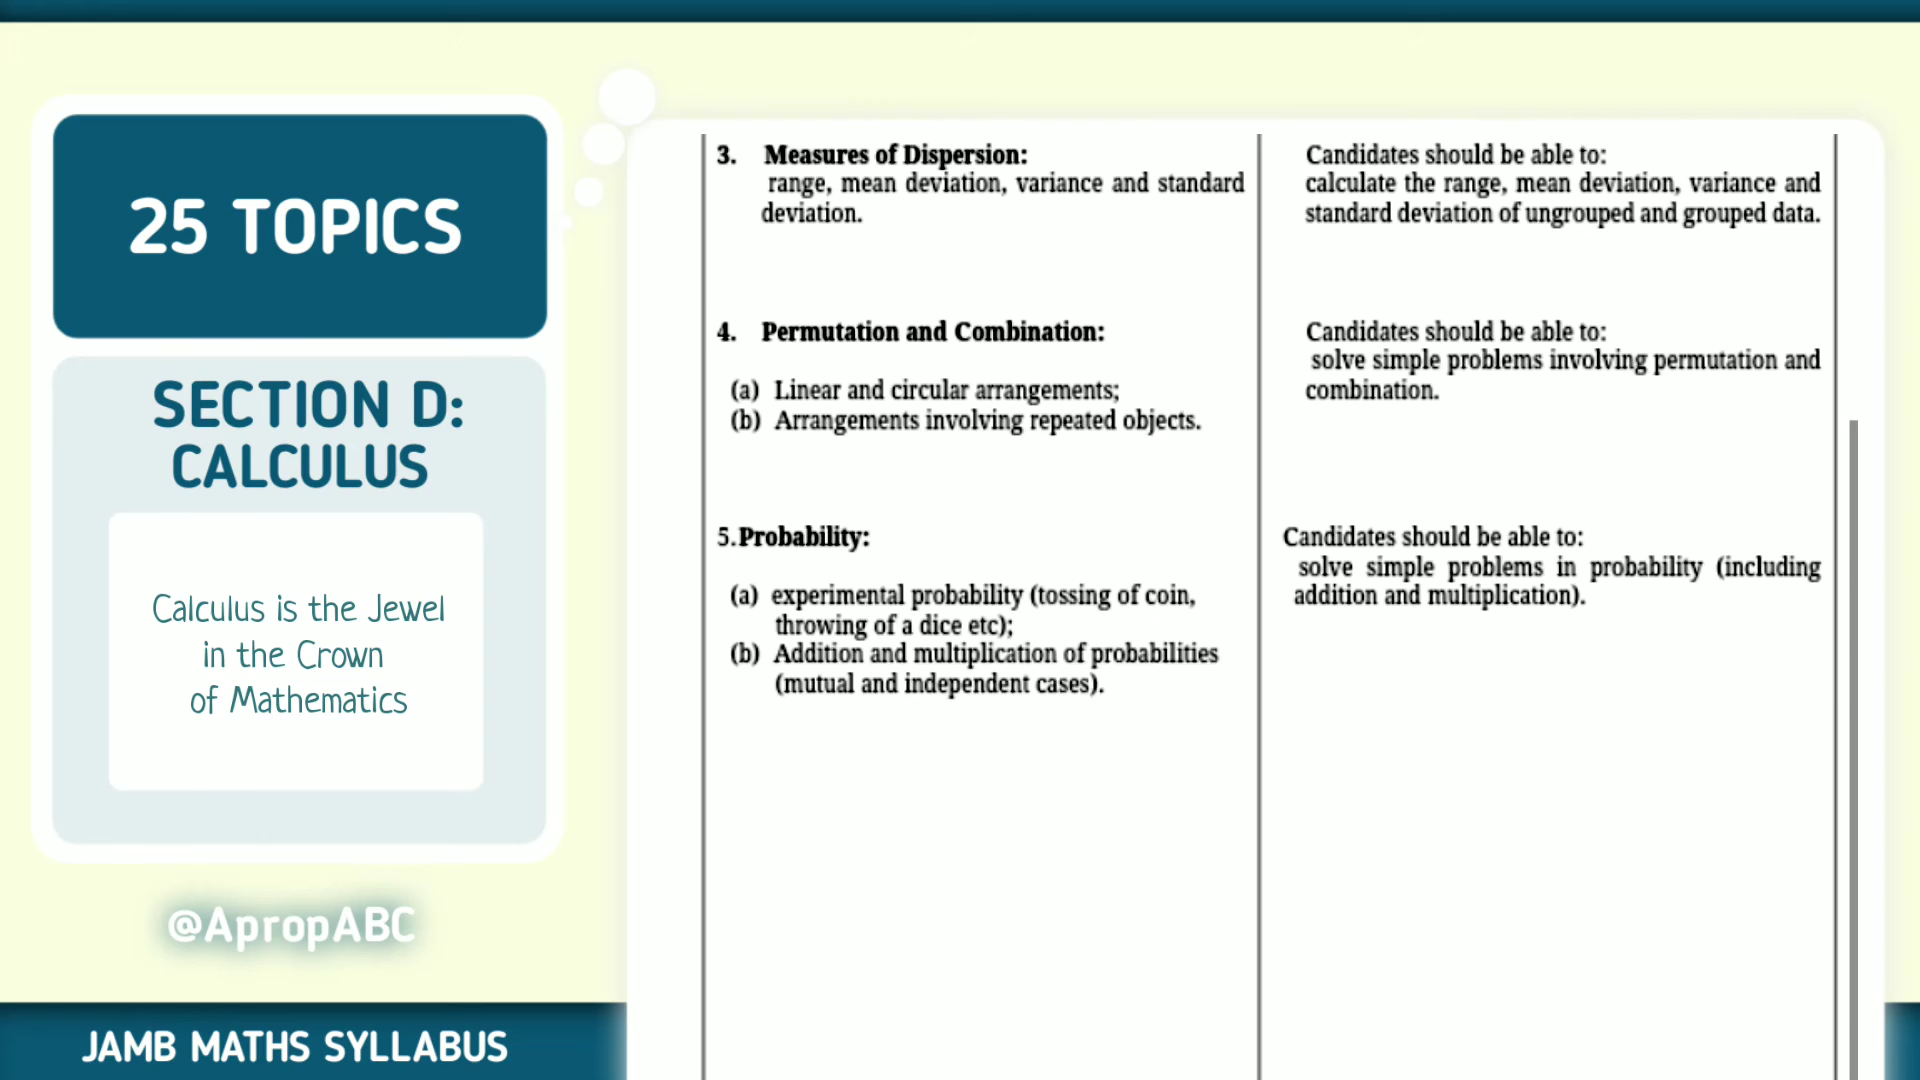 25 TOPICS
SECTION D:
CALCULUS
Calculus is the Jewel
in the Crown
of Mathematics
@ApropABC
JAMB MATHS SYLLABUS
3. Measures of Dispersion:
range, mean deviation, variance and standard
deviation.
Candidates should be able to:
calculate the range, mean deviation, variance and
standard deviation of ungrouped and grouped data.
4. Permutation and Combination:
(a) Linear and circular arrangements;
(b) Arrangements involving repeated objects.
Candidates should be able to:
solve simple problems involving permutation and
combination.
5.Probability:
(a) experimental probability (tossing of coin,
throwing of a dice etc);
(b) Addition and multiplication of probabilities
(mutual and independent cases).
Candidates should be able to:
solve simple problems in probability (including
addition and multiplication).